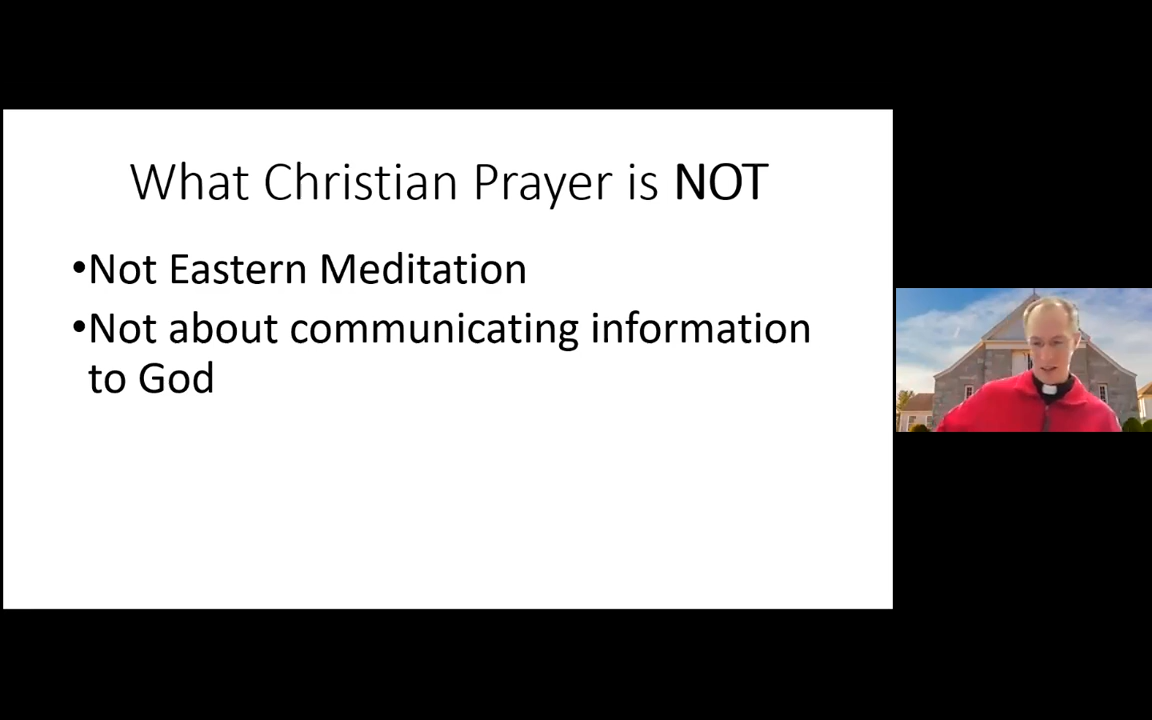 What Christian Prayer is NOT
•Not Eastern Meditation
•Not about communicating information
to God